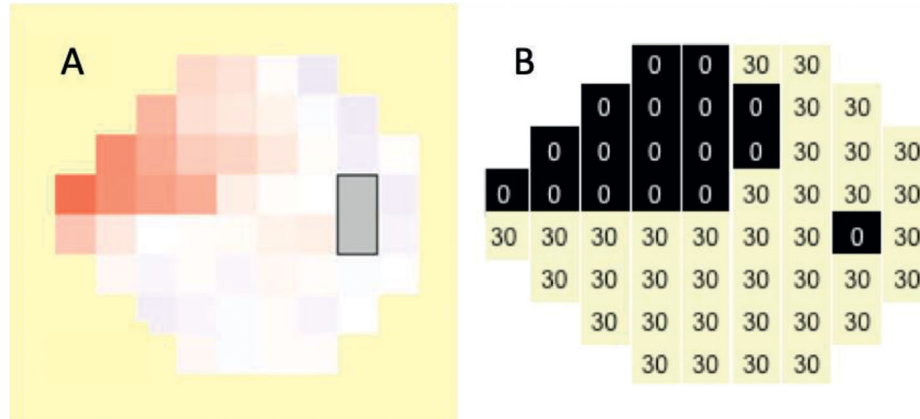 A
B
0 0 30 30
0 0 0 0 30 30
0 0 0 0 0 30 30 30
0 0 0 0 0 30 30 30 30
30 30 30 30 30 30 30 0 30
30 30 30 30 30 30 30 30
30 30 30 30 30 30
30 30 30 30